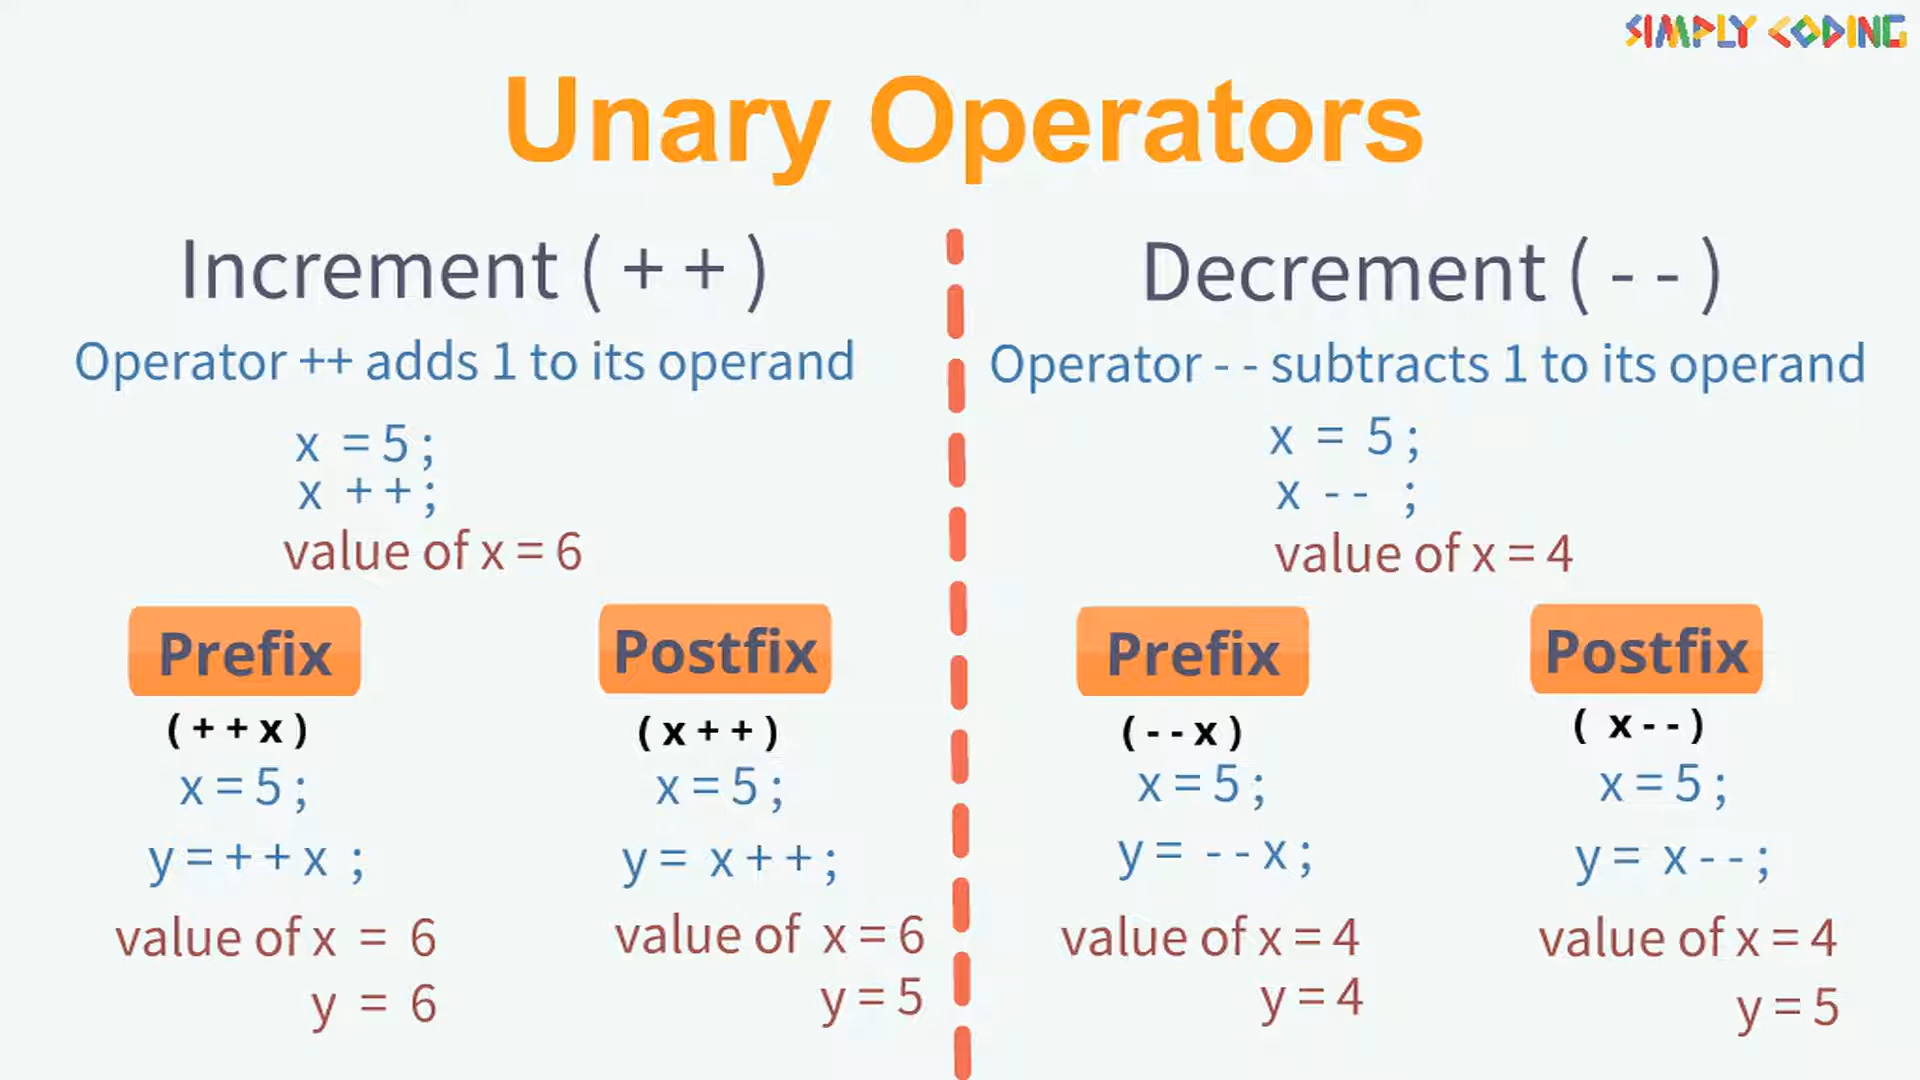 SIMPLY CODING
Unary Operators
Increment ( + + )
Operator ++ adds 1 to its operand
x = 5 ;
x + + ;
value of x = 6
Prefix
( + + x )
x = 5 ;
y = + + x ;
value of x = 6
y = 6
Postfix
( x + + )
x = 5 ;
y = x + + ;
value of x = 6
y = 5
Decrement ( - - )
Operator - - subtracts 1 to its operand
x = 5 ;
x - - ;
value of x = 4
Prefix
( - - x )
x = 5 ;
y = - - x ;
value of x = 4
y = 4
Postfix
( x - - )
x = 5 ;
y = x - - ;
value of x = 4
y = 5